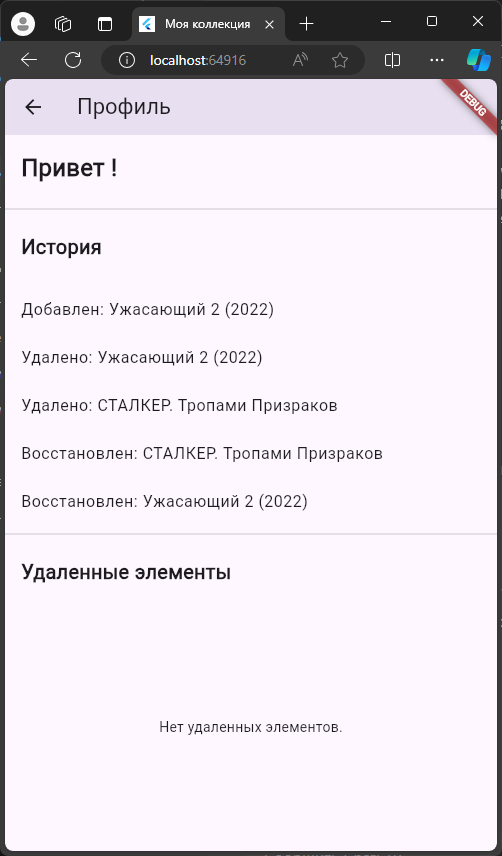 Моя коллекция
localhost:64916
Профиль
DEBUG
Привет !
История
Добавлен: Ужасающий 2 (2022)
Удалено: Ужасающий 2 (2022)
Удалено: СТАЛКЕР. Тропами Призраков
Восстановлен: СТАЛКЕР. Тропами Призраков
Восстановлен: Ужасающий 2 (2022)
Удаленные элементы
Нет удаленных элементов.